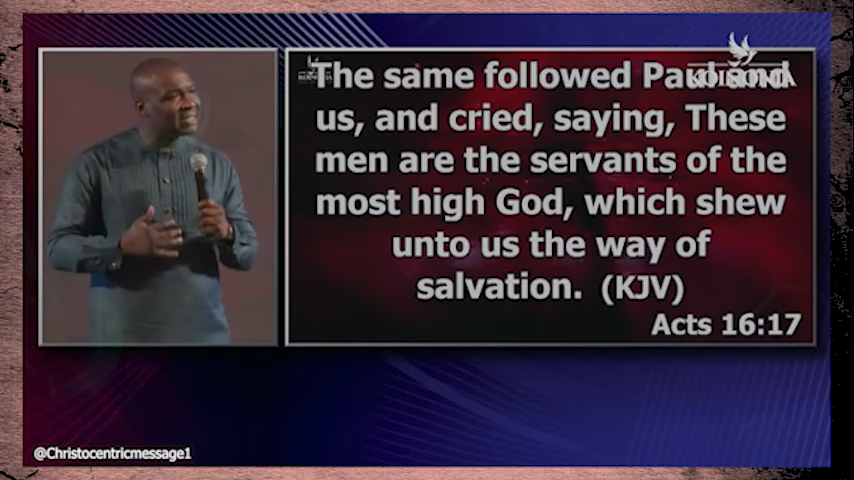 The same followed Paul and
us, and cried, saying, These
men are the servants of the
most high God, which shew
unto us the way of
salvation. (KJV)
Acts 16:17
KOINONIA
@Christocentricmessage1